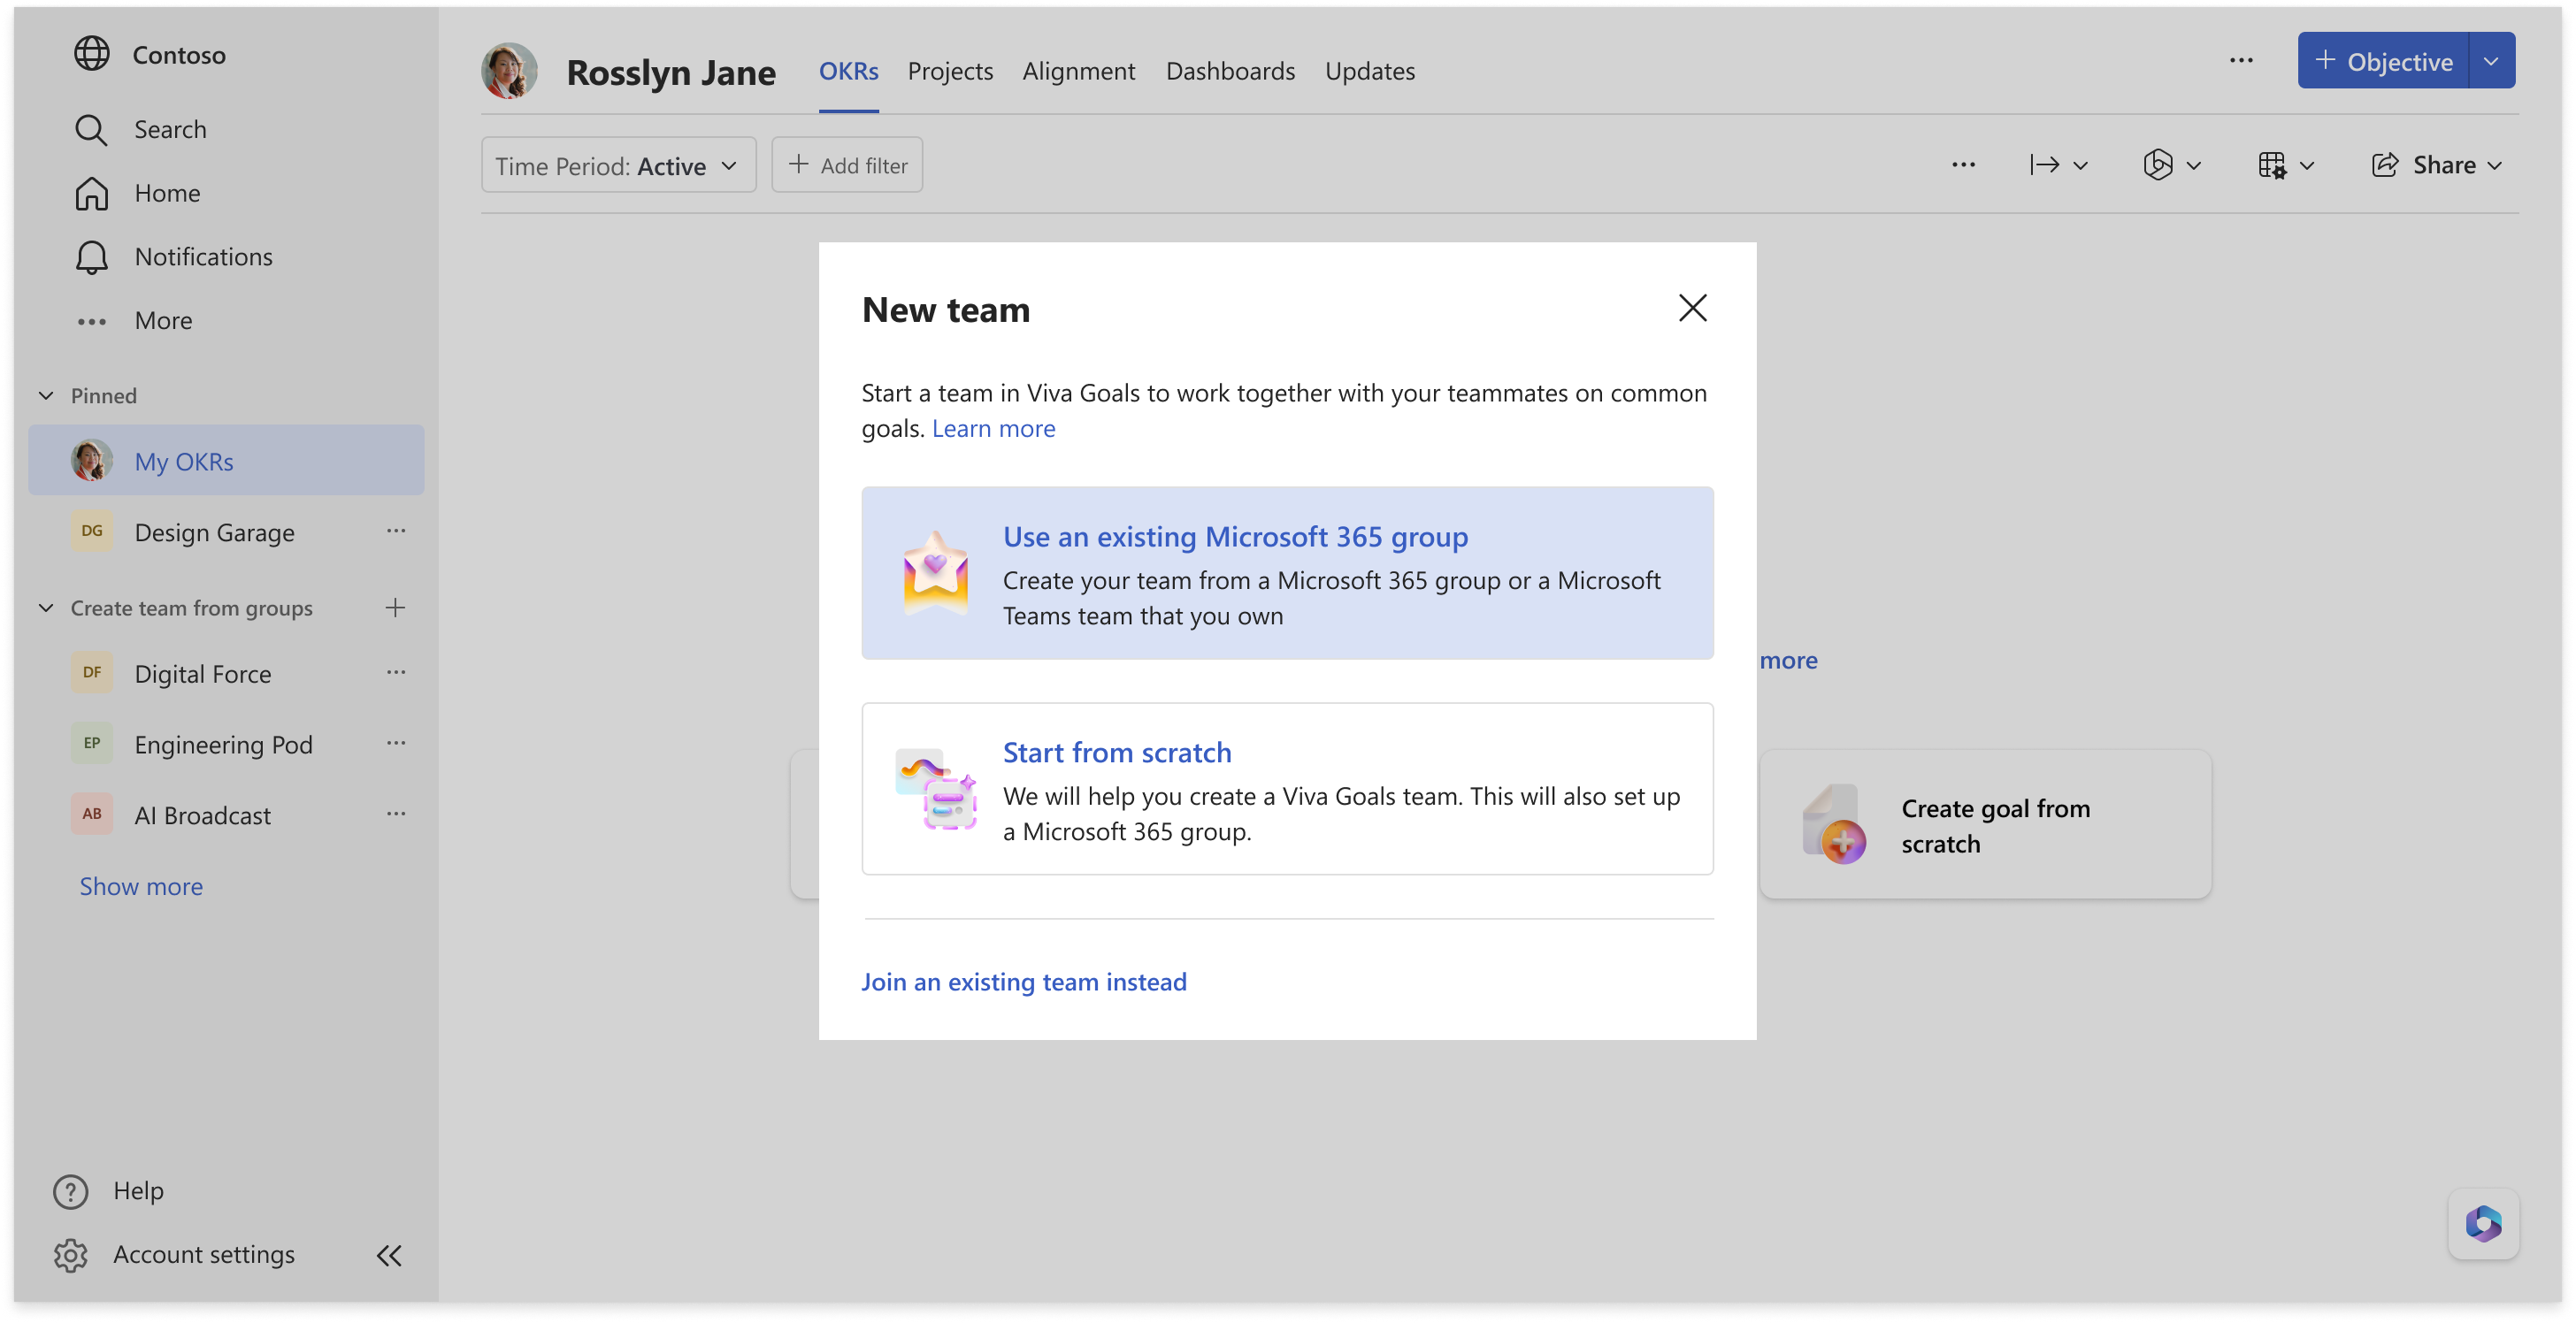 Contoso
Search
Home
Notifications
More
Pinned
My OKRs
DG Design Garage
Create team from groups
DF Digital Force
EP Engineering Pod
AB AI Broadcast
Show more
Help
Account settings
Rosslyn Jane
OKRs Projects Alignment Dashboards Updates
Objective
Time Period: Active
Add filter
Share
New team
Start a team in Viva Goals to work together with your teammates on common
goals. Learn more
Use an existing Microsoft 365 group
Create your team from a Microsoft 365 group or a Microsoft
Teams team that you own
Start from scratch
We will help you create a Viva Goals team. This will also set up
a Microsoft 365 group.
Join an existing team instead
more
Create goal from
scratch